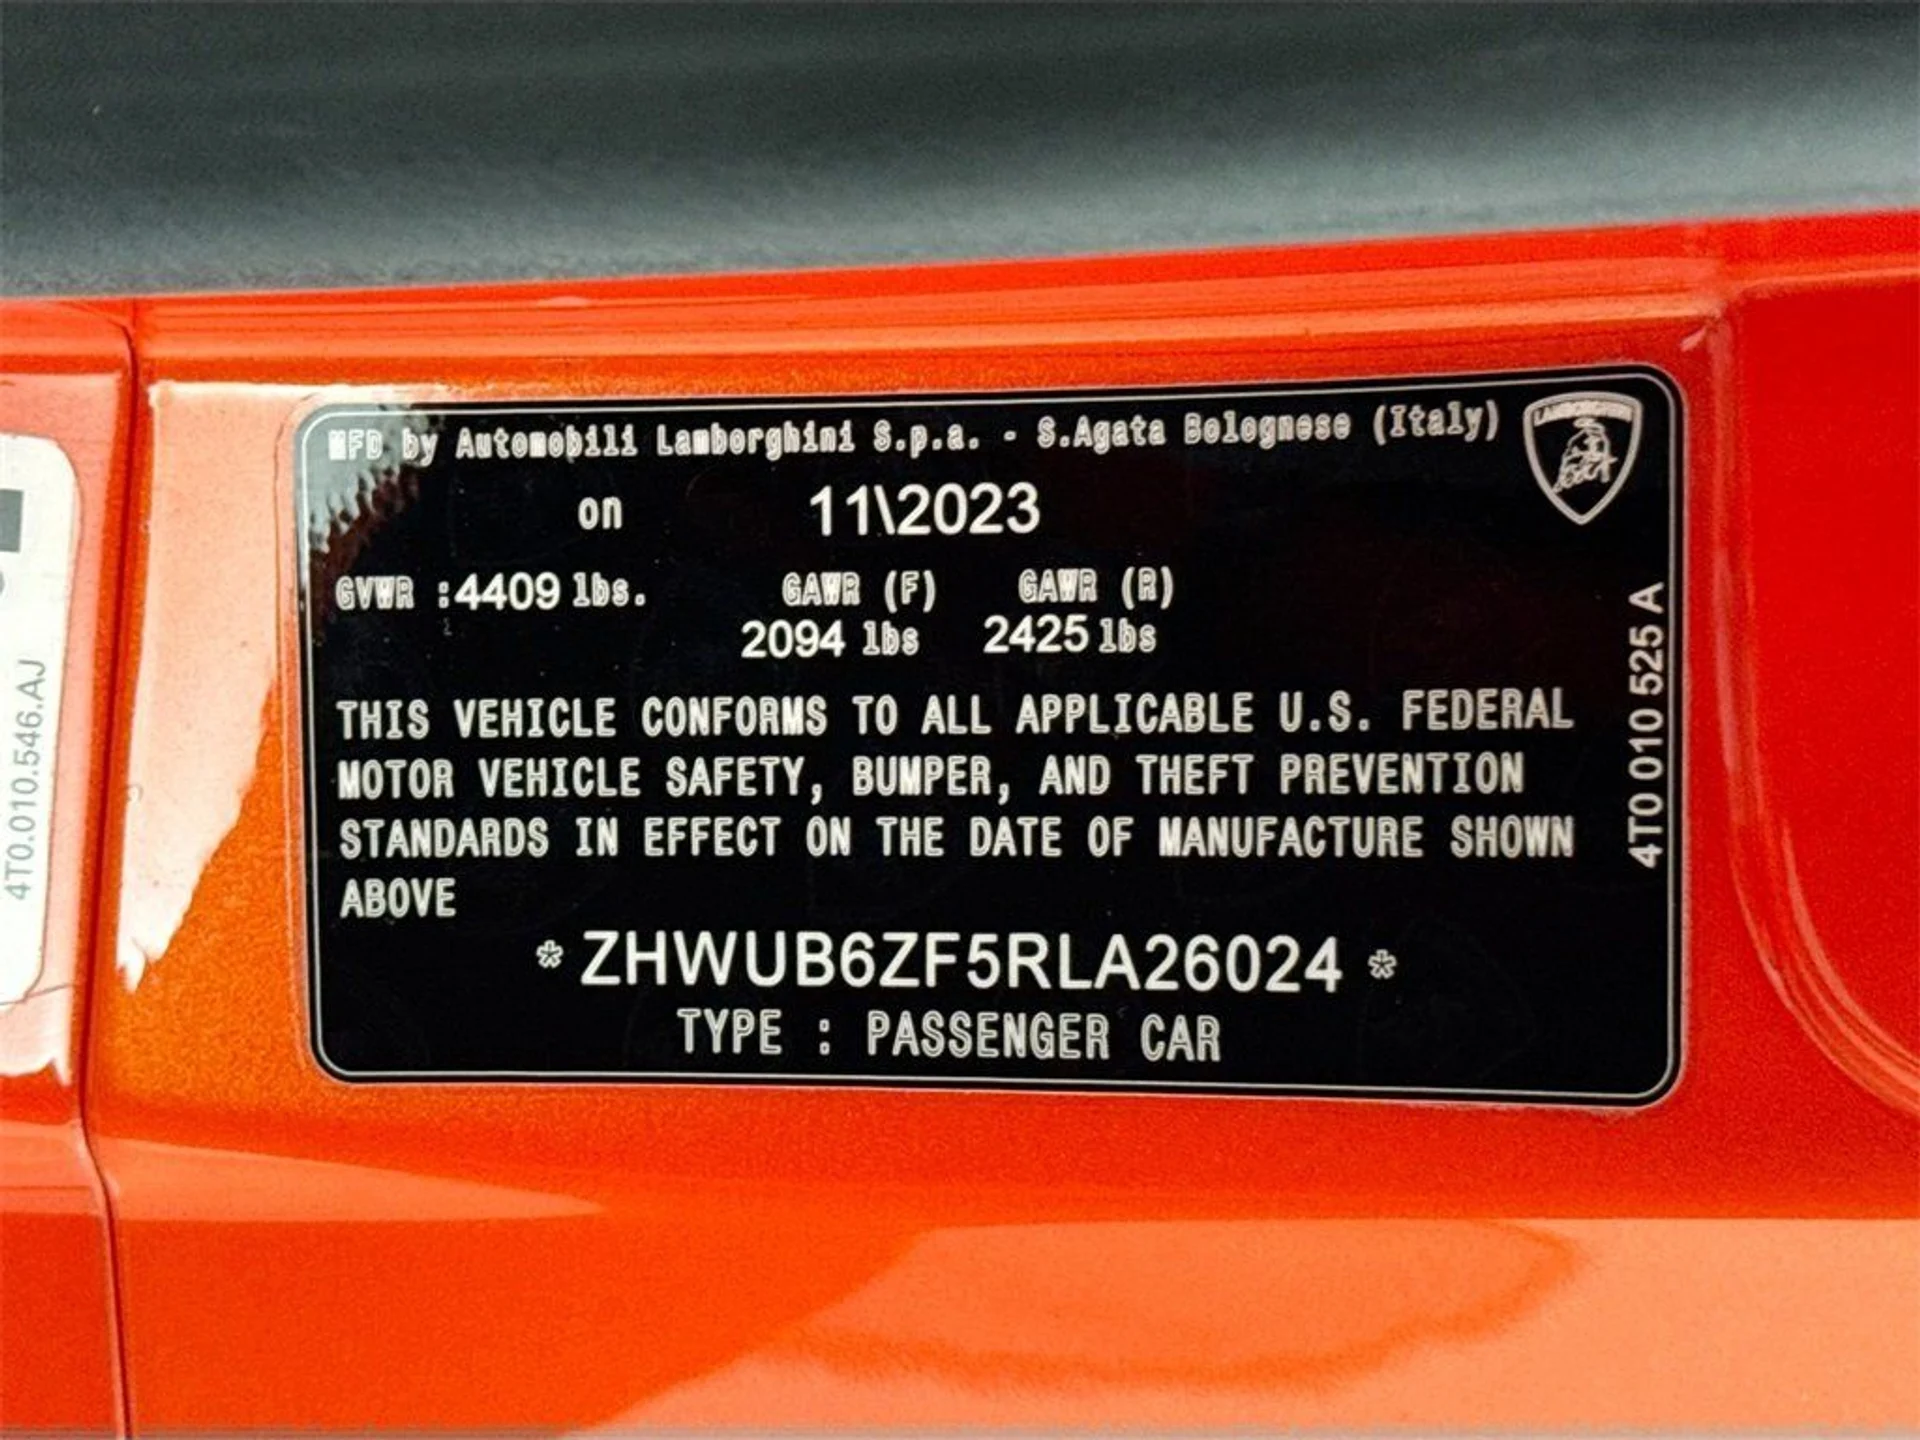 MFD by Automobili Lamborghini S.p.a. - S.Agata Bolognese (Italy)
LAMBORGHINI
on 11\2023
GVWR :4409 lbs. GAWR (F) GAWR (R)
2094 lbs 2425 lbs
THIS VEHICLE CONFORMS TO ALL APPLICABLE U.S. FEDERAL
MOTOR VEHICLE SAFETY, BUMPER, AND THEFT PREVENTION
STANDARDS IN EFFECT ON THE DATE OF MANUFACTURE SHOWN
ABOVE
* ZHWUB6ZF5RLA26024 *
TYPE : PASSENGER CAR
4T0 010 525 A
4T0.010.546.AJ